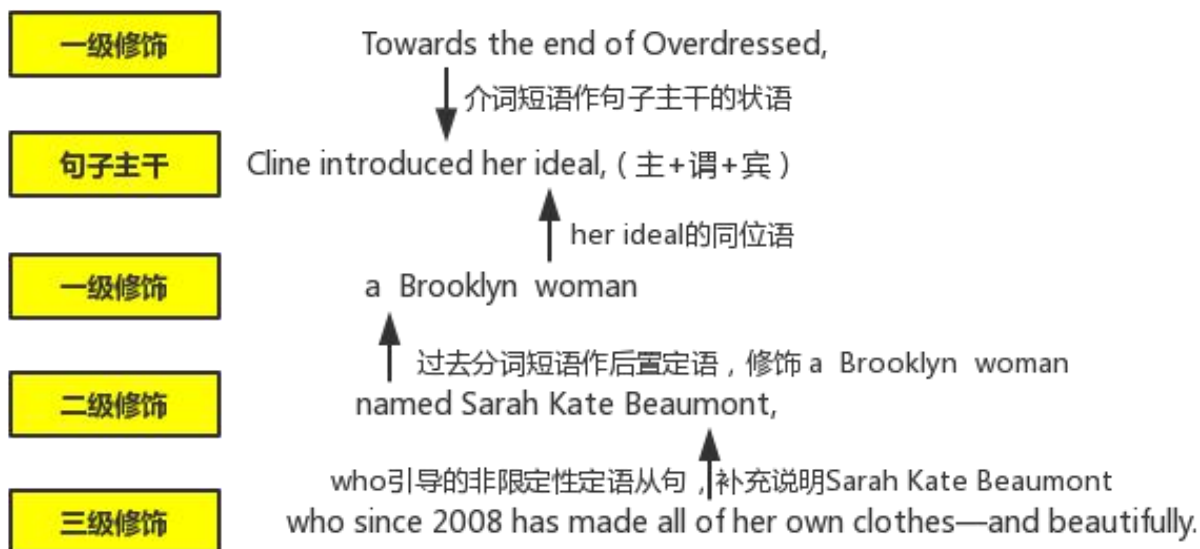 一级修饰 Towards the end of Overdressed,
介词短语作句子主干的状语
句子主干 Cline introduced her ideal,（主+谓+宾）
her ideal的同位语
一级修饰 a Brooklyn woman
过去分词短语作后置定语，修饰 a Brooklyn woman
二级修饰 named Sarah Kate Beaumont,
who引导的非限定性定语从句，补充说明Sarah Kate Beaumont
三级修饰 who since 2008 has made all of her own clothes—and beautifully.